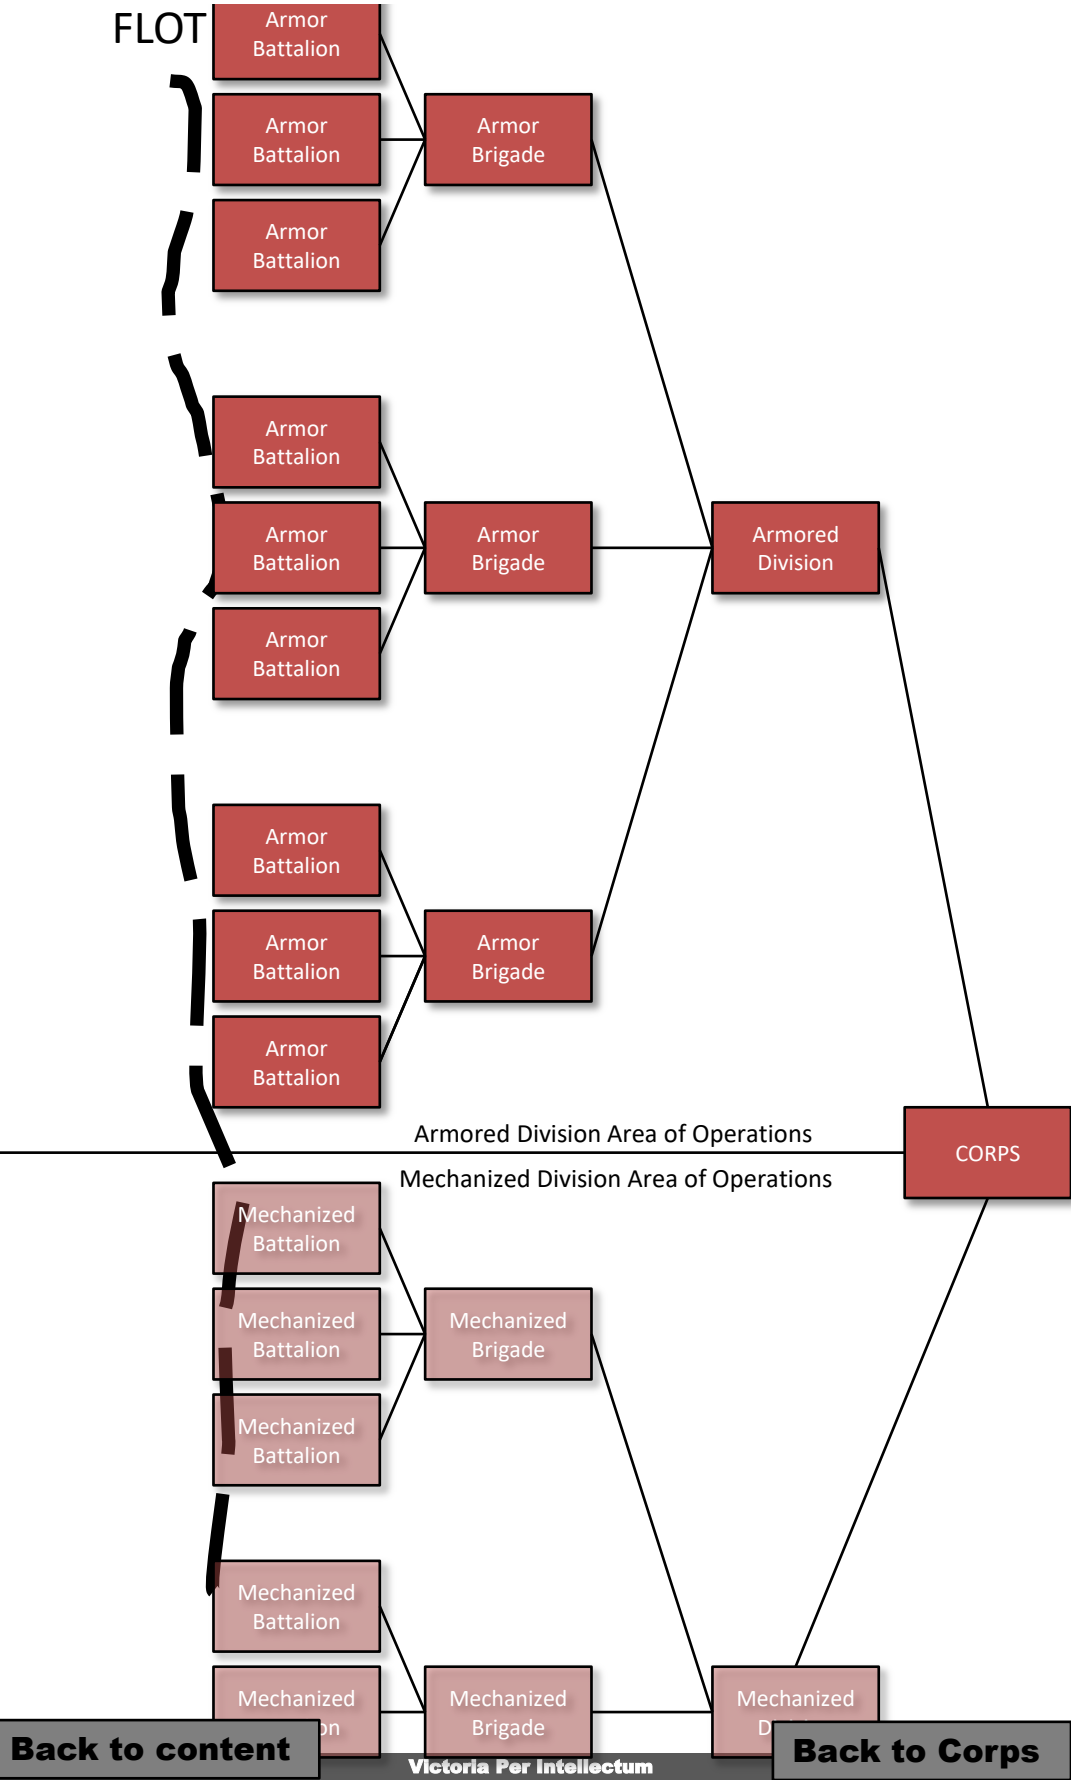 FLOT
Armor
Battalion
Armor
Battalion
Armor
Brigade
Armor
Battalion
Armor
Battalion
Armor
Battalion
Armor
Brigade
Armored
Division
Armor
Battalion
Armor
Battalion
Armor
Battalion
Armor
Brigade
Armor
Battalion
Armored Division Area of Operations
CORPS
Mechanized Division Area of Operations
Mechanized
Battalion
Mechanized
Battalion
Mechanized
Brigade
Mechanized
Battalion
Mechanized
Battalion
Mechanized
on
Mechanized
Brigade
Mechanized
Back to content
Back to Corps
Victoria Per Intellectum